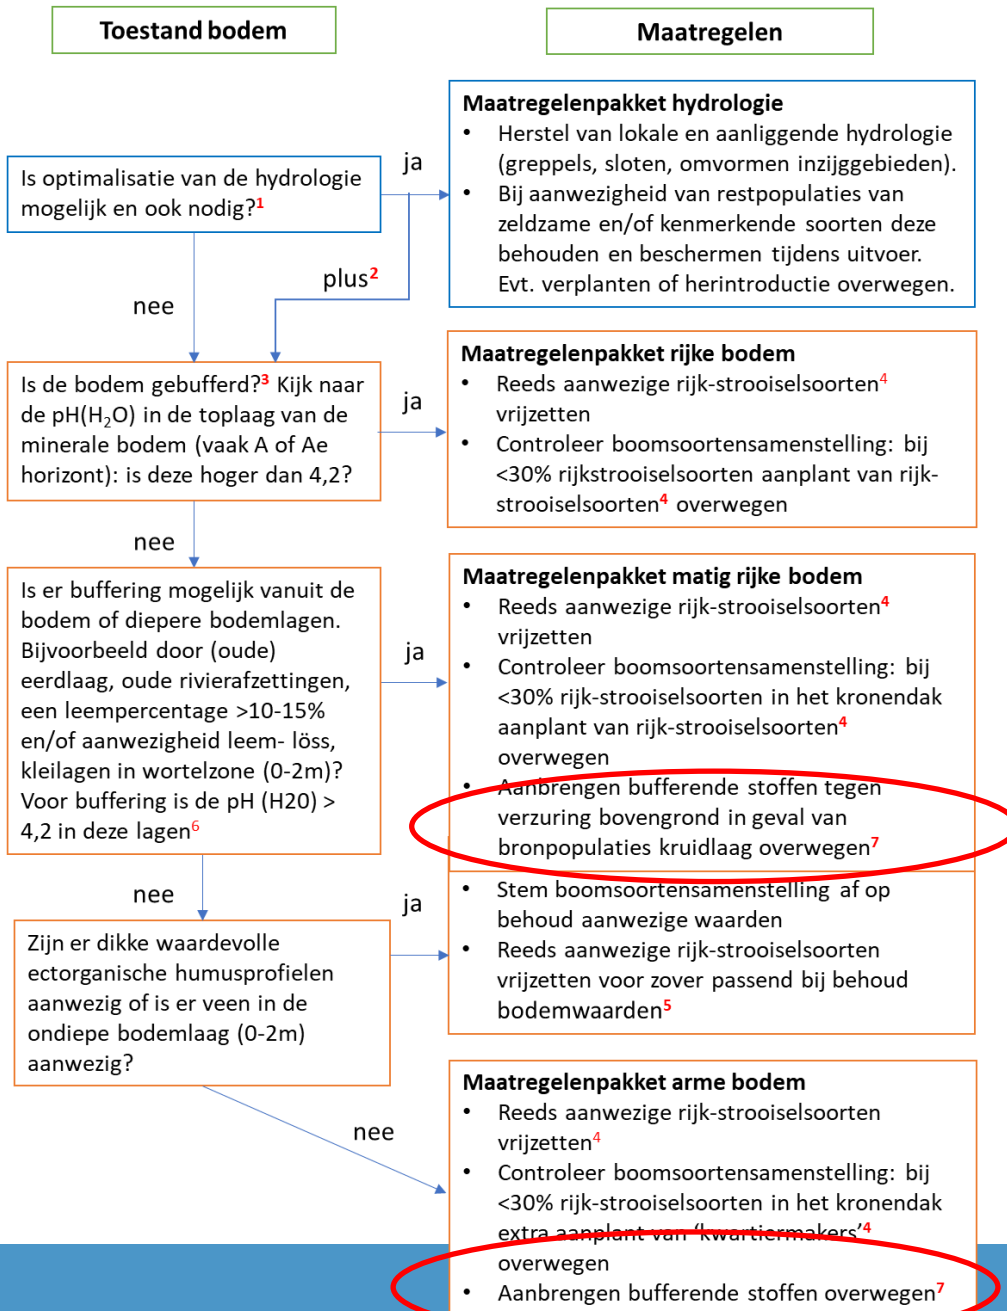 Toestand bodem
Maatregelen
Is optimalisatie van de hydrologie
mogelijk en ook nodig?1
ja
plus2
nee
Maatregelenpakket hydrologie
• Herstel van lokale en aanliggende hydrologie
(greppels, sloten, omvormen inzijggebieden).
• Bij aanwezigheid van restpopulaties van
zeldzame en/of kenmerkende soorten deze
behouden en beschermen tijdens uitvoer.
Evt. verplanten of herintroductie overwegen.
Is de bodem gebufferd?3 Kijk naar
de pH(H2O) in de toplaag van de
minerale bodem (vaak A of Ae
horizont): is deze hoger dan 4,2?
ja
nee
Maatregelenpakket rijke bodem
• Reeds aanwezige rijk-strooiselsoorten4
vrijzetten
• Controleer boomsoortensamenstelling: bij
<30% rijkstrooiselsoorten aanplant van rijk-
strooiselsoorten4 overwegen
Is er buffering mogelijk vanuit de
bodem of diepere bodemlagen.
Bijvoorbeeld door (oude)
eerdlaag, oude rivierafzettingen,
een leempercentage >10-15%
en/of aanwezigheid leem- löss,
kleilagen in wortelzone (0-2m)?
Voor buffering is de pH (H20) >
4,2 in deze lagen6
ja
nee
Maatregelenpakket matig rijke bodem
• Reeds aanwezige rijk-strooiselsoorten4
vrijzetten
• Controleer boomsoortensamenstelling: bij
<30% rijk-strooiselsoorten in het kronendak
aanplant van rijk-strooiselsoorten4
overwegen
• Aanbrengen bufferende stoffen tegen
verzuring bovengrond in geval van
bronpopulaties kruidlaag overwegen7
Zijn er dikke waardevolle
ectorganische humusprofielen
aanwezig of is er veen in de
ondiepe bodemlaag (0-2m)
aanwezig?
ja
nee
• Stem boomsoortensamenstelling af op
behoud aanwezige waarden
• Reeds aanwezige rijk-strooiselsoorten
vrijzetten voor zover passend bij behoud
bodemwaarden5
Maatregelenpakket arme bodem
• Reeds aanwezige rijk-strooiselsoorten
vrijzetten4
• Controleer boomsoortensamenstelling: bij
<30% rijk-strooiselsoorten in het kronendak
extra aanplant van ‘kwartiermakers’4
overwegen
• Aanbrengen bufferende stoffen overwegen7